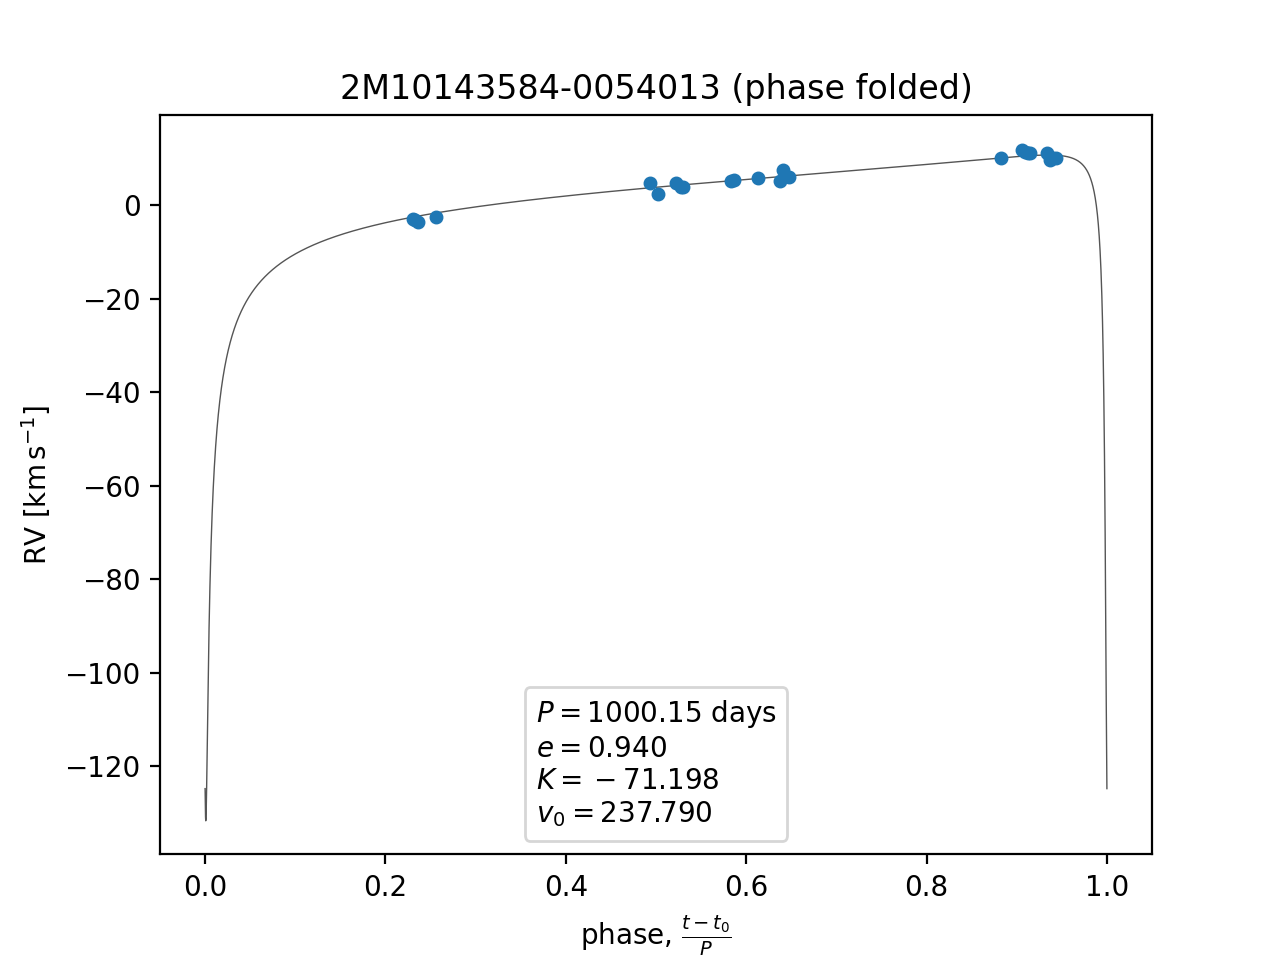 2M10143584-0054013 (phase folded)
RV [km s⁻¹]
0
−20
−40
−60
−80
−100
−120
P = 1000.15 days
e = 0.940
K = − 71.198
v₀ = 237.790
0.0 0.2 0.4 0.6 0.8 1.0
phase, (t − t₀)/P